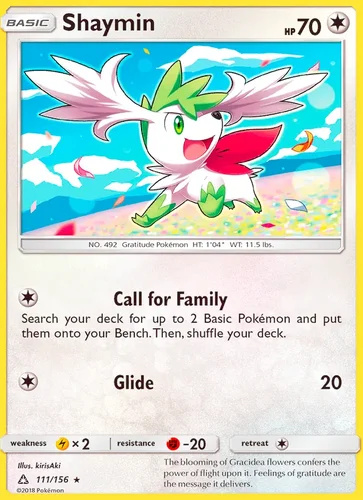 BASIC Shaymin HP 70
NO. 492 Gratitude Pokémon HT: 1'04" WT: 11.5 lbs.
Call for Family
Search your deck for up to 2 Basic Pokémon and put
them onto your Bench. Then, shuffle your deck.
Glide 20
weakness ×2 resistance -20 retreat
Illus. kirisAki
111/156 ★
©2018 Pokémon
The blooming of Gracidea flowers confers the
power of flight upon it. Feelings of gratitude are
the message it delivers.